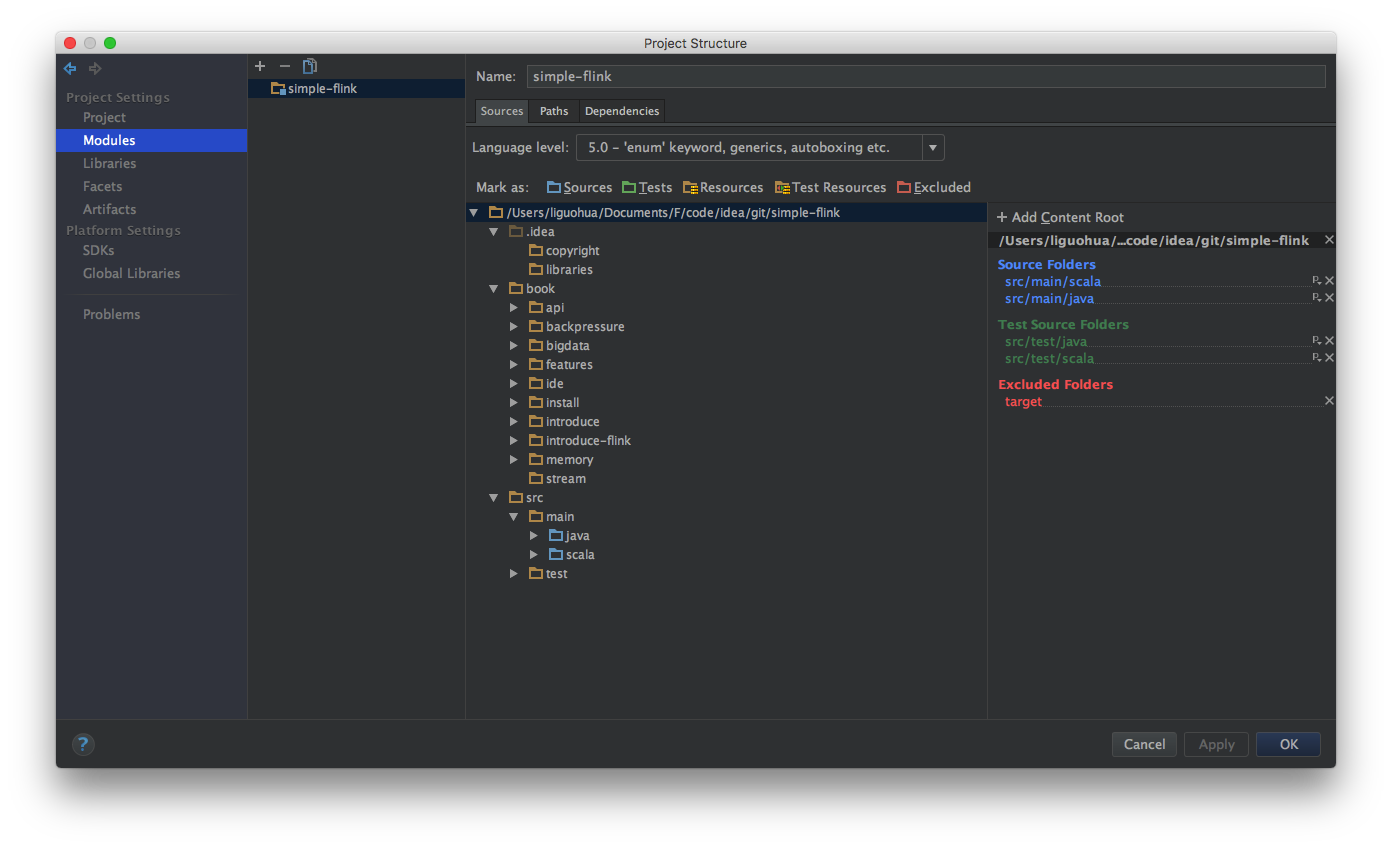 Project Structure
Project Settings
Project
Modules
Libraries
Facets
Artifacts
Platform Settings
SDKs
Global Libraries
Problems
simple-flink
Name: simple-flink
Sources Paths Dependencies
Language level: 5.0 – 'enum' keyword, generics, autoboxing etc.
Mark as: Sources Tests Resources Test Resources Excluded
/Users/liguohua/Documents/F/code/idea/git/simple-flink
.idea
copyright
libraries
book
api
backpressure
bigdata
features
ide
install
introduce
introduce-flink
memory
stream
src
main
java
scala
test
+ Add Content Root
/Users/liguohua/...code/idea/git/simple-flink
Source Folders
src/main/scala
src/main/java
Test Source Folders
src/test/java
src/test/scala
Excluded Folders
target
?
Cancel Apply OK